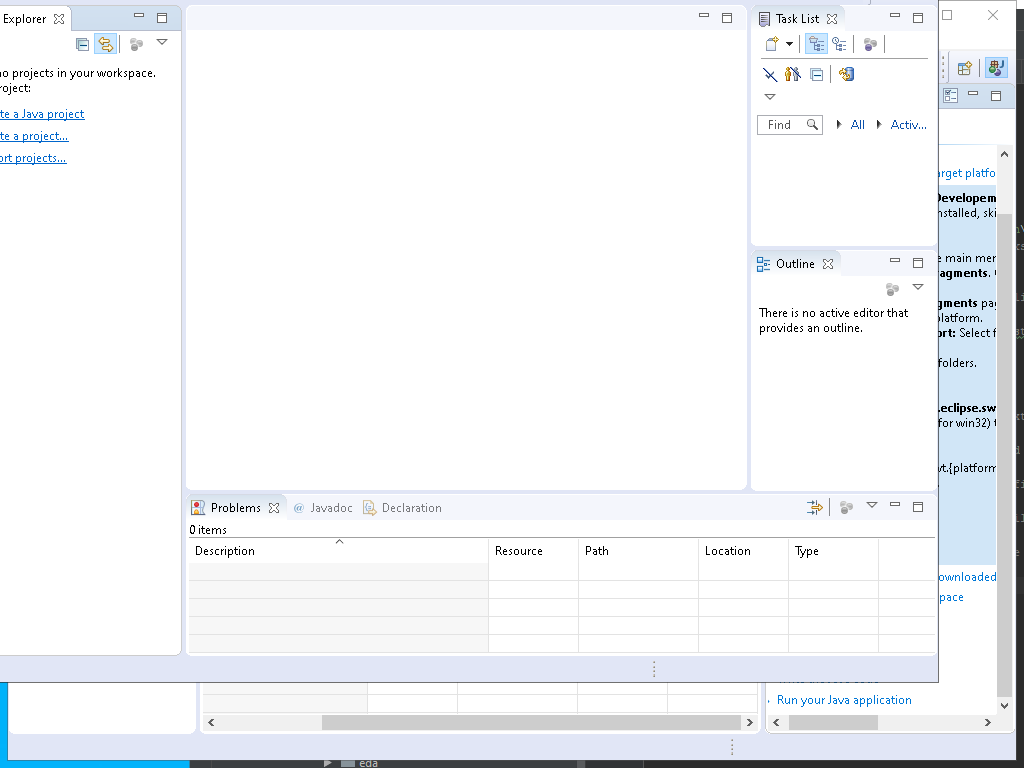 Explorer
no projects in your workspace.
roject:
te a Java project
te a project...
ort projects...
Task List
Find
All
Activ...
Outline
There is no active editor that
provides an outline.
Problems
@ Javadoc
Declaration
0 items
Description
Resource
Path
Location
Type
arget platfo
Developem
nstalled, ski
e main mer
agments.
gments pag
platform.
ort: Select f
folders.
.eclipse.sw
for win32) t
vt.{platform
ownloaded
pace
Run your Java application
eda